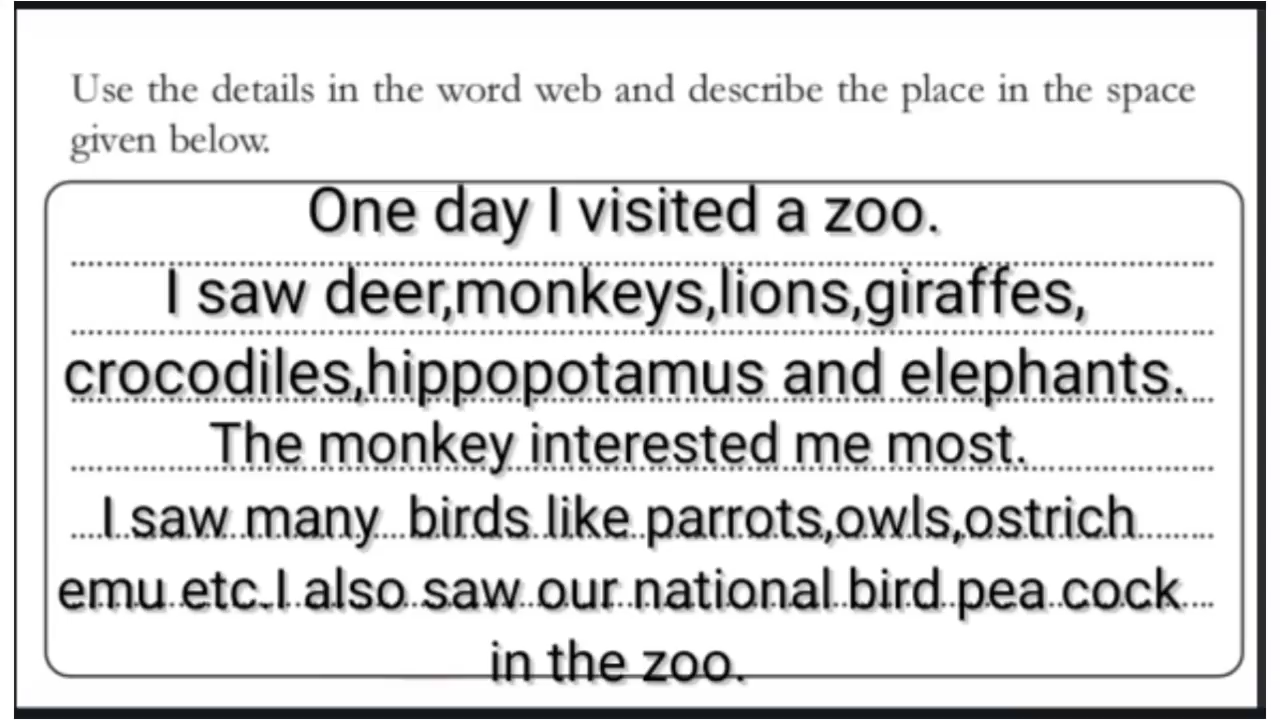 Use the details in the word web and describe the place in the space
given below.
One day I visited a zoo.
I saw deer,monkeys,lions,giraffes,
crocodiles,hippopotamus and elephants.
The monkey interested me most.
I saw many birds like parrots,owls,ostrich
emu etc.I also saw our national bird pea cock
in the zoo.